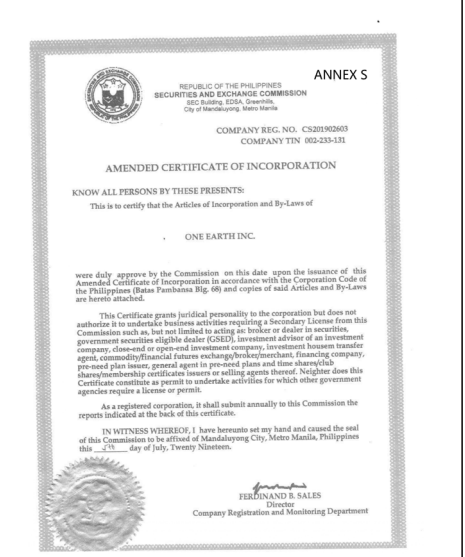 ANNEX S
REPUBLIC OF THE PHILIPPINES
SECURITIES AND EXCHANGE COMMISSION
SEC Building, EDSA, Greenhills,
City of Mandaluyong, Metro Manila
COMPANY REG. NO. CS201902603
COMPANY TIN 002-233-131
AMENDED CERTIFICATE OF INCORPORATION
KNOW ALL PERSONS BY THESE PRESENTS:
This is to certify that the Articles of Incorporation and By-Laws of
ONE EARTH INC.
were duly approve by the Commission on this date upon the issuance of this
Amended Certificate of Incorporation in accordance with the Corporation Code of
the Philippines (Batas Pambansa Blg. 68) and copies of said Articles and By-Laws
are hereto attached.
This Certificate grants juridical personality to the corporation but does not
authorize it to undertake business activities requiring a Secondary License from this
Commission such as, but not limited to acting as: broker or dealer in securities,
government securities eligible dealer (GSED), investment advisor of an investment
company, close-end or open-end investment company, investment housem transfer
agent, commodity/financial futures exchange/broker/merchant, financing company,
pre-need plan issuer, general agent in pre-need plans and time shares/club
shares/membership certificates issuers or selling agents thereof. Neighter does this
Certificate constitute as permit to undertake activities for which other government
agencies require a license or permit.
As a registered corporation, it shall submit annually to this Commission the
reports indicated at the back of this certificate.
IN WITNESS WHEREOF, I have hereunto set my hand and caused the seal
of this Commission to be affixed of Mandaluyong City, Metro Manila, Philippines
this 5th day of July, Twenty Nineteen.
FERDINAND B. SALES
Director
Company Registration and Monitoring Department